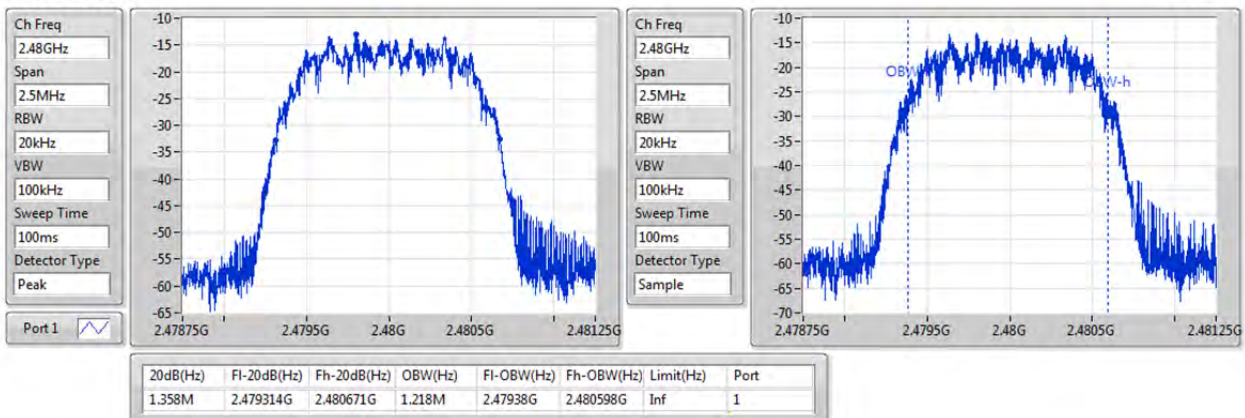 Ch Freq
2.48GHz
Span
2.5MHz
RBW
20kHz
VBW
100kHz
Sweep Time
100ms
Detector Type
Peak
Port 1
-10
-15
-20
-25
-30
-35
-40
-45
-50
-55
-60
-65
2.47875G 2.4795G 2.48G 2.4805G 2.48125G
Ch Freq
2.48GHz
Span
2.5MHz
RBW
20kHz
VBW
100kHz
Sweep Time
100ms
Detector Type
Sample
-10
-15
-20
-25
-30
-35
-40
-45
-50
-55
-60
-65
-70
OBW
W-h
2.47875G 2.4795G 2.48G 2.4805G 2.48125G
20dB(Hz) Fl-20dB(Hz) Fh-20dB(Hz) OBW(Hz) Fl-OBW(Hz) Fh-OBW(Hz) Limit(Hz) Port
1.358M 2.479314G 2.480671G 1.218M 2.47938G 2.480598G Inf 1